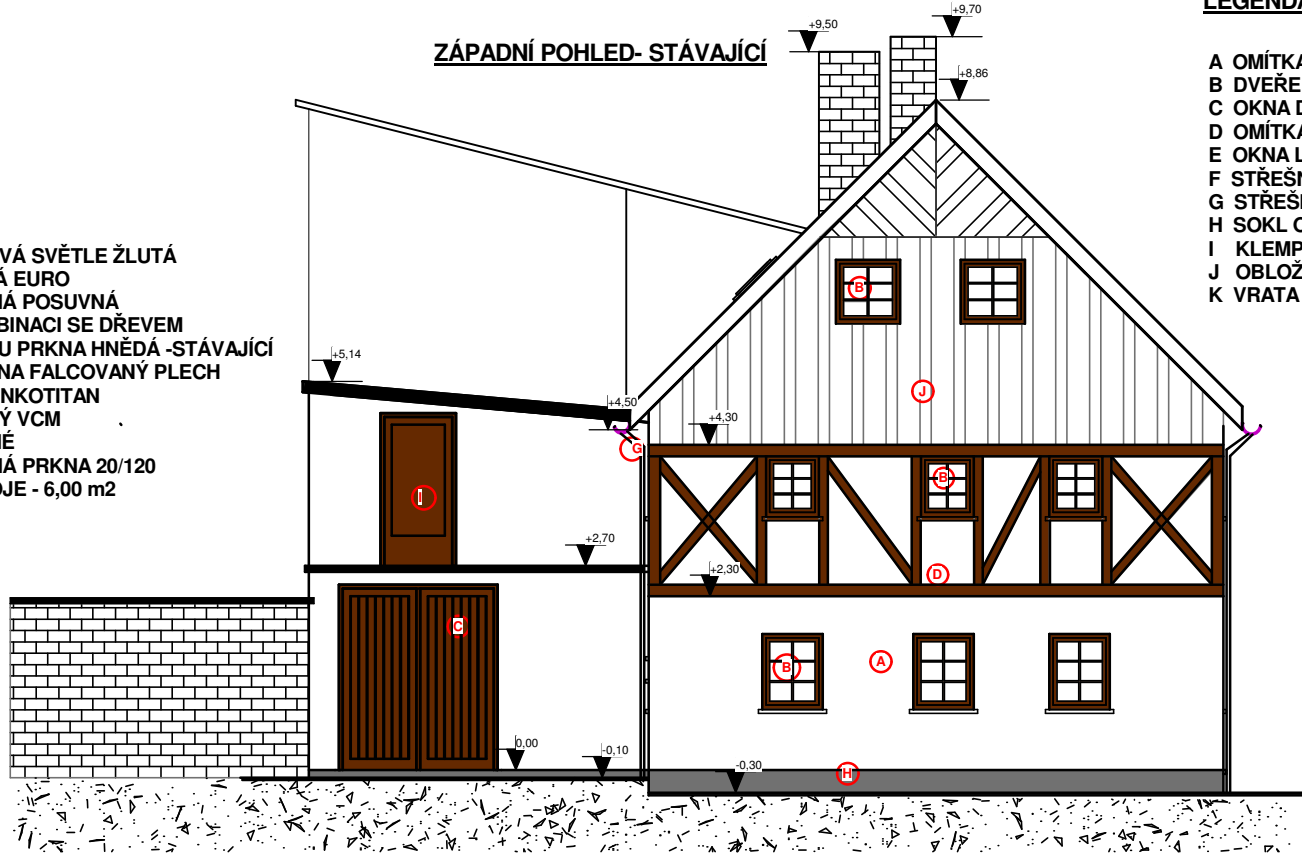 ZÁPADNÍ POHLED- STÁVAJÍCÍ
+9,50
+9,70
+8,86
LEGENDA
A OMÍTKA
B DVEŘE
C OKNA D
D OMÍTKA
E OKNA L
F STŘEŠN
G STŘEŠ
H SOKL
I KLEMP
J OBLOŽ
K VRATA
VÁ SVĚTLE ŽLUTÁ
Á EURO
NÁ POSUVNÁ
BINACI SE DŘEVEM
U PRKNA HNĚDÁ -STÁVAJÍCÍ
NA FALCOVANÝ PLECH
NKOTITAN
Ý VCM .
NÉ
NÁ PRKNA 20/120
OJE - 6,00 m2
B
+5,14
J
+4,50
+4,30
G
B
I
+2,70
+2,30
D
C
B
A
0,00
-0,10
-0,30
H